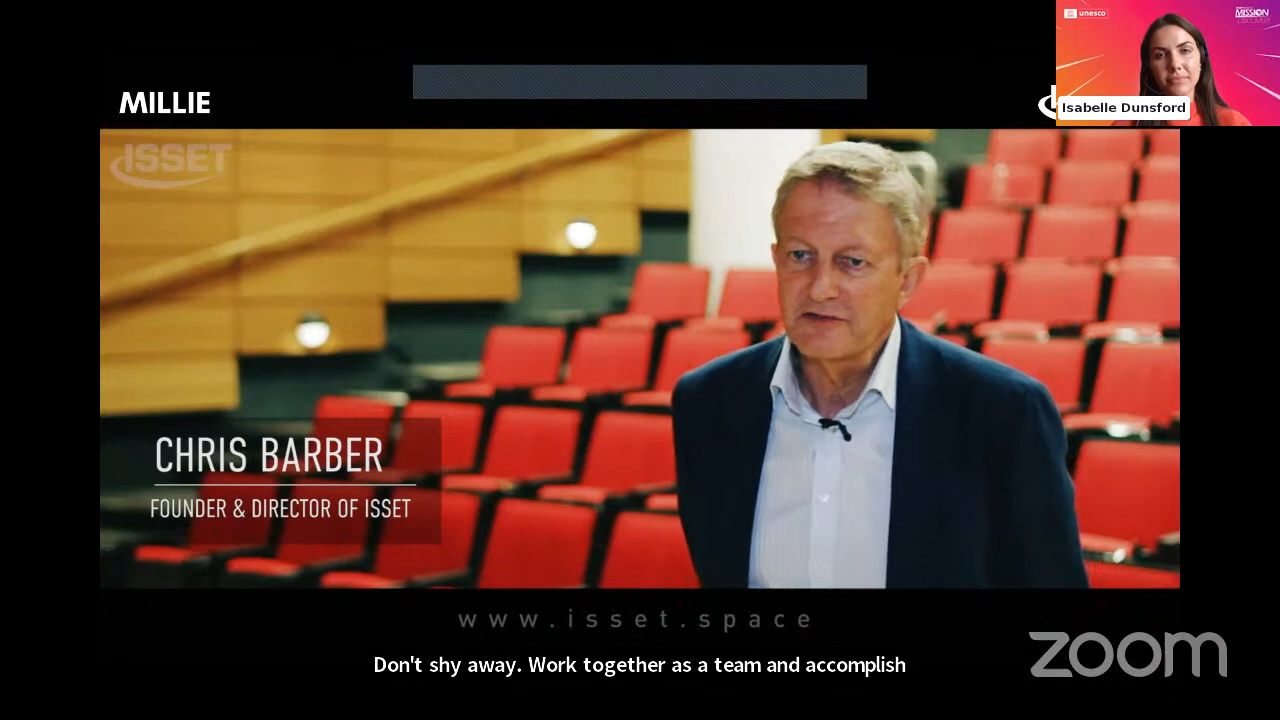 unesco
MISSION
DISCOVERY
MILLIE
Isabelle Dunsford
ISSET
CHRIS BARBER
FOUNDER & DIRECTOR OF ISSET
www.isset.space
Don't shy away. Work together as a team and accomplish
zoom